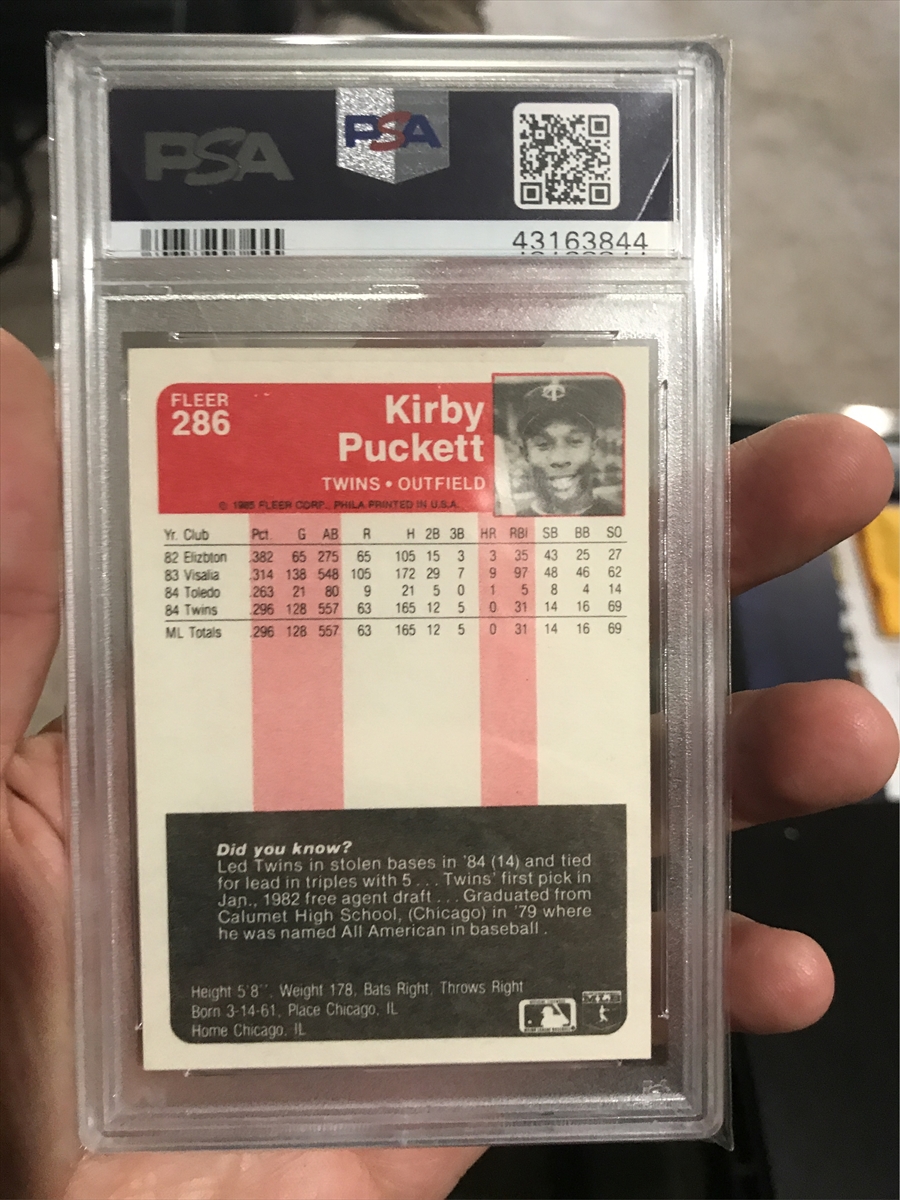 PSA
PSA
43163844
FLEER
286
Kirby
Puckett
TWINS • OUTFIELD
© 1985 FLEER CORP., PHILA PRINTED IN U.S.A.
Yr. Club Pct. G AB R H 2B 3B HR RBI SB BB SO
82 Elizbton .382 65 275 65 105 15 3 3 35 43 25 27
83 Visalia .314 138 548 105 172 29 7 9 97 48 46 62
84 Toledo .263 21 80 9 21 5 0 1 5 8 4 14
84 Twins .296 128 557 63 165 12 5 0 31 14 16 69
ML Totals .296 128 557 63 165 12 5 0 31 14 16 69
Did you know?
Led Twins in stolen bases in '84 (14) and tied
for lead in triples with 5 . . . Twins' first pick in
Jan., 1982 free agent draft . . . Graduated from
Calumet High School, (Chicago) in '79 where
he was named All American in baseball .
Height 5'8", Weight 178, Bats Right, Throws Right
Born 3-14-61, Place Chicago, IL
Home Chicago, IL